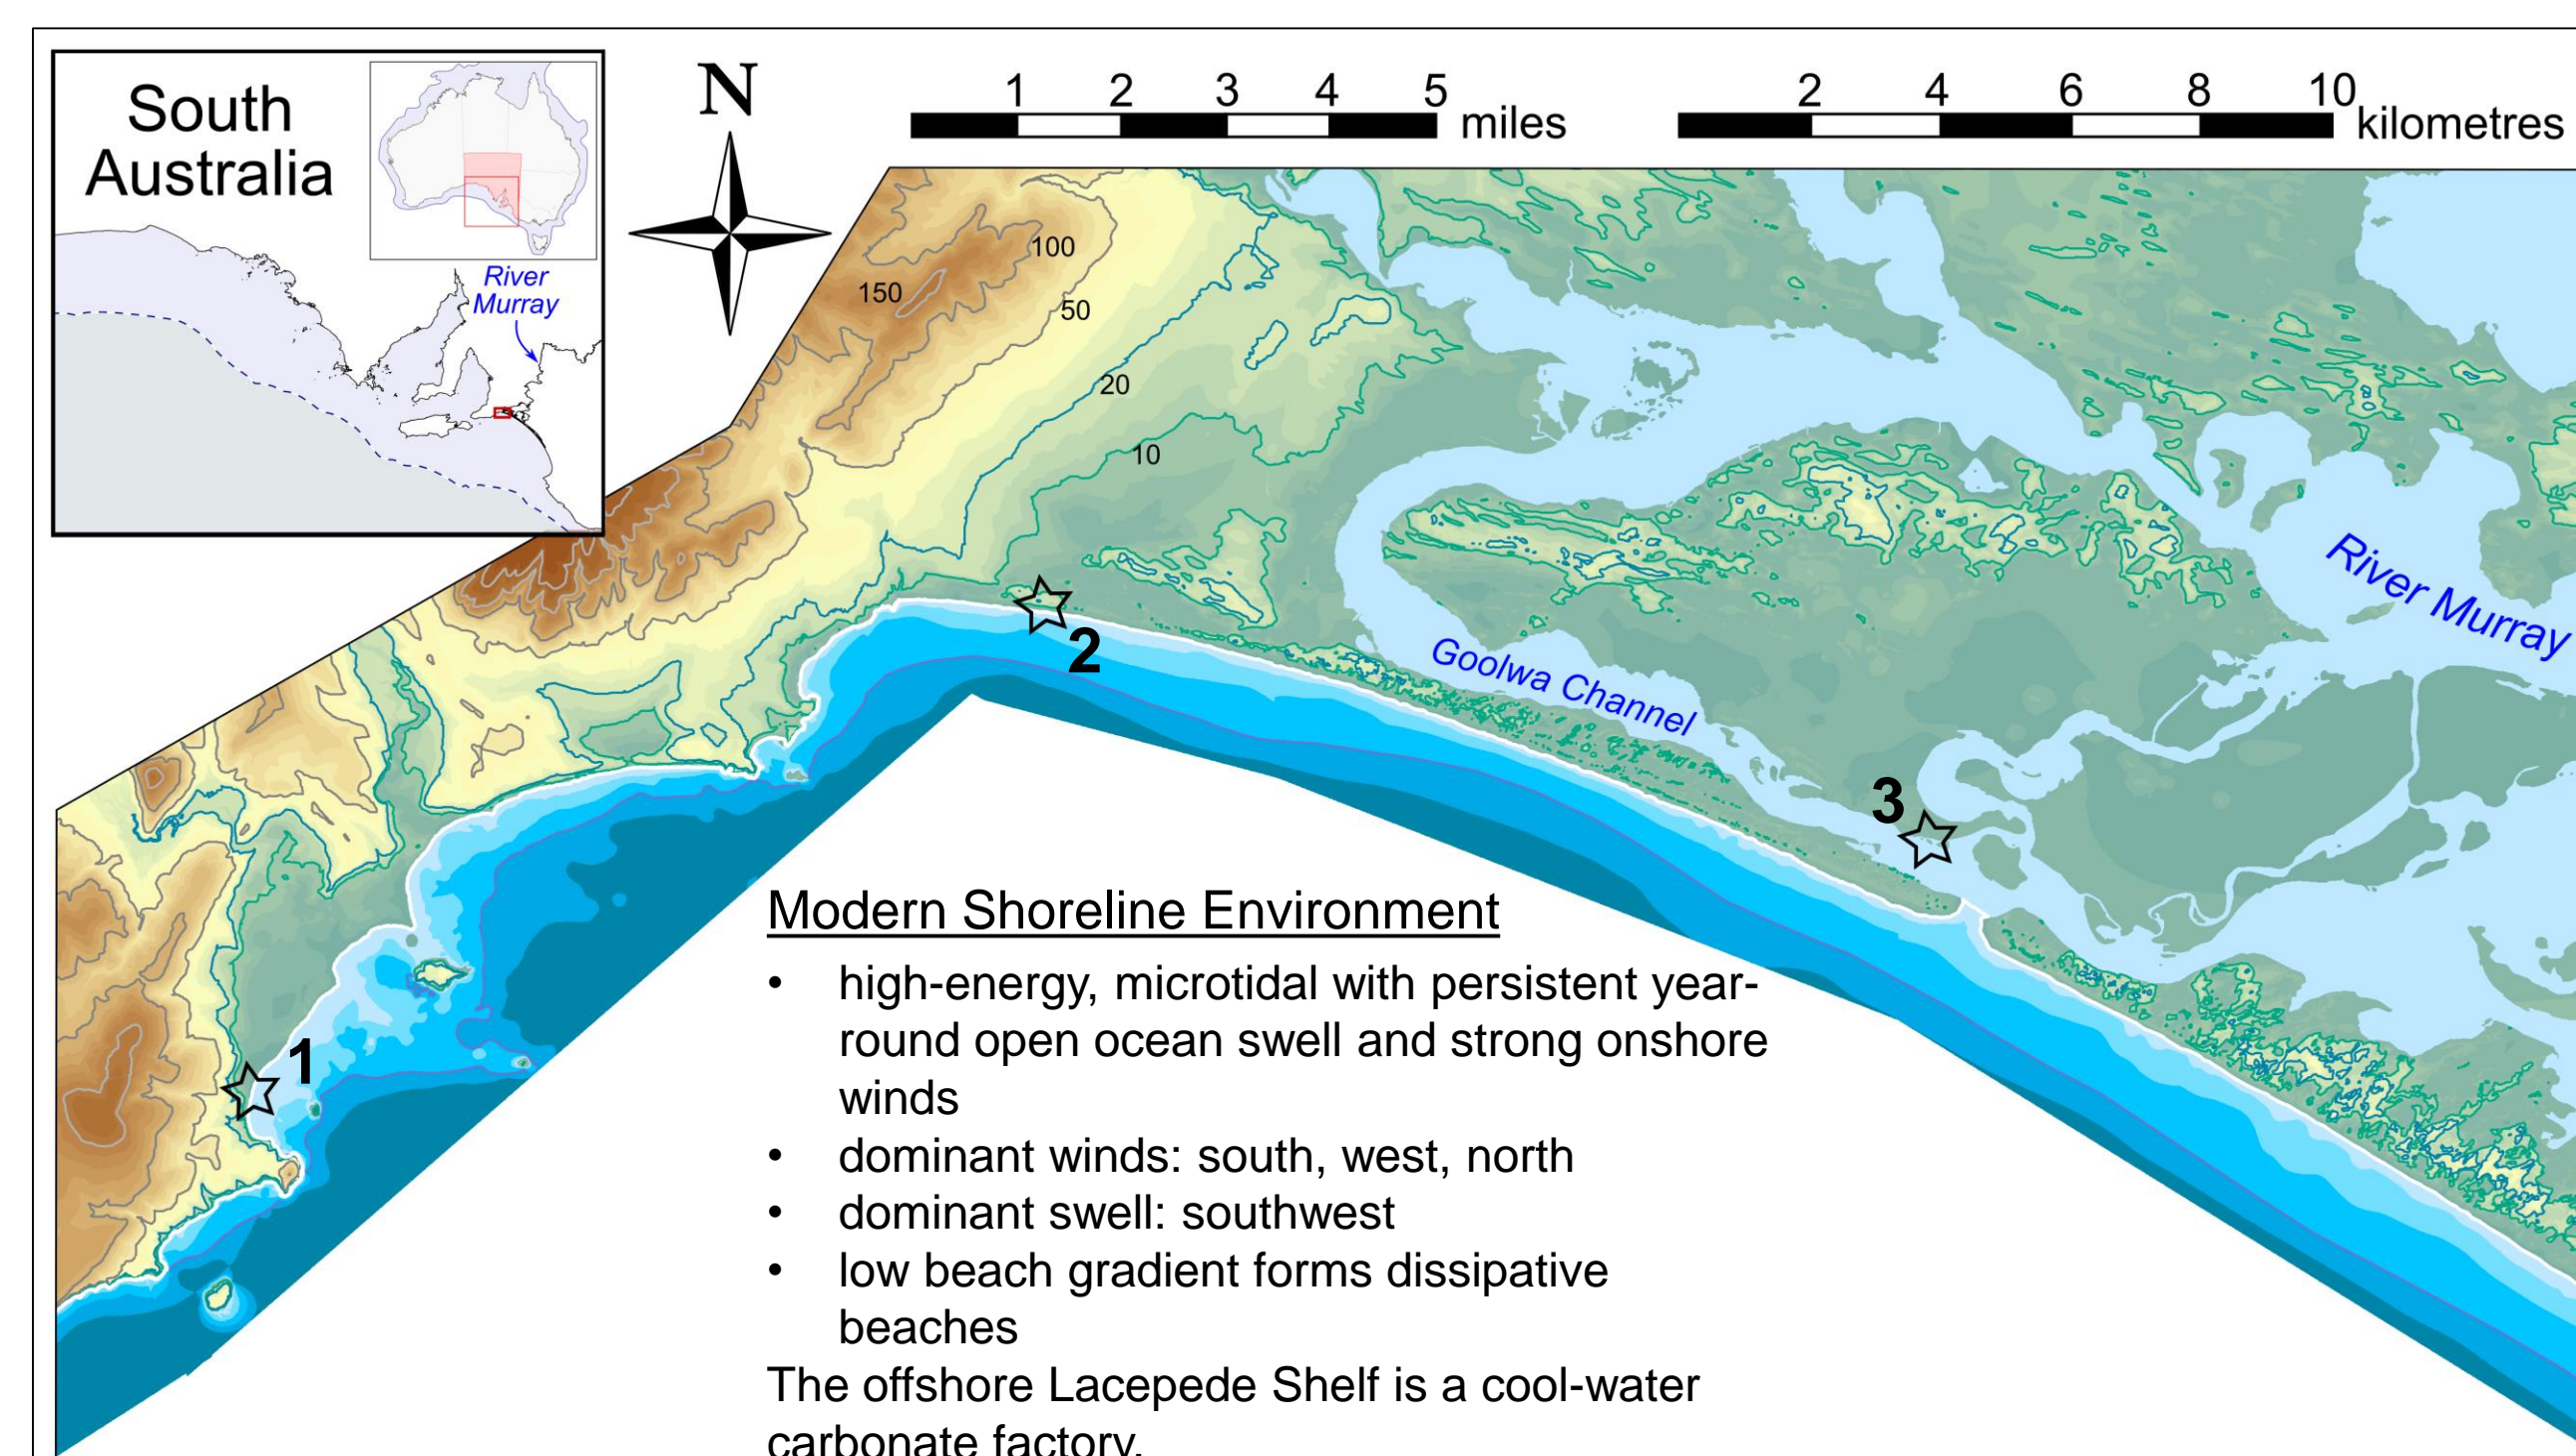 South
Australia
River
Murray
N
1 2 3 4 5
miles
2 4 6 8 10
kilometres
100
150
50
20
10
River Murray
Goolwa Channel
2
3
1
Modern Shoreline Environment
• high-energy, microtidal with persistent year-
round open ocean swell and strong onshore
winds
• dominant winds: south, west, north
• dominant swell: southwest
• low beach gradient forms dissipative
beaches
The offshore Lacepede Shelf is a cool-water
carbonate factory.